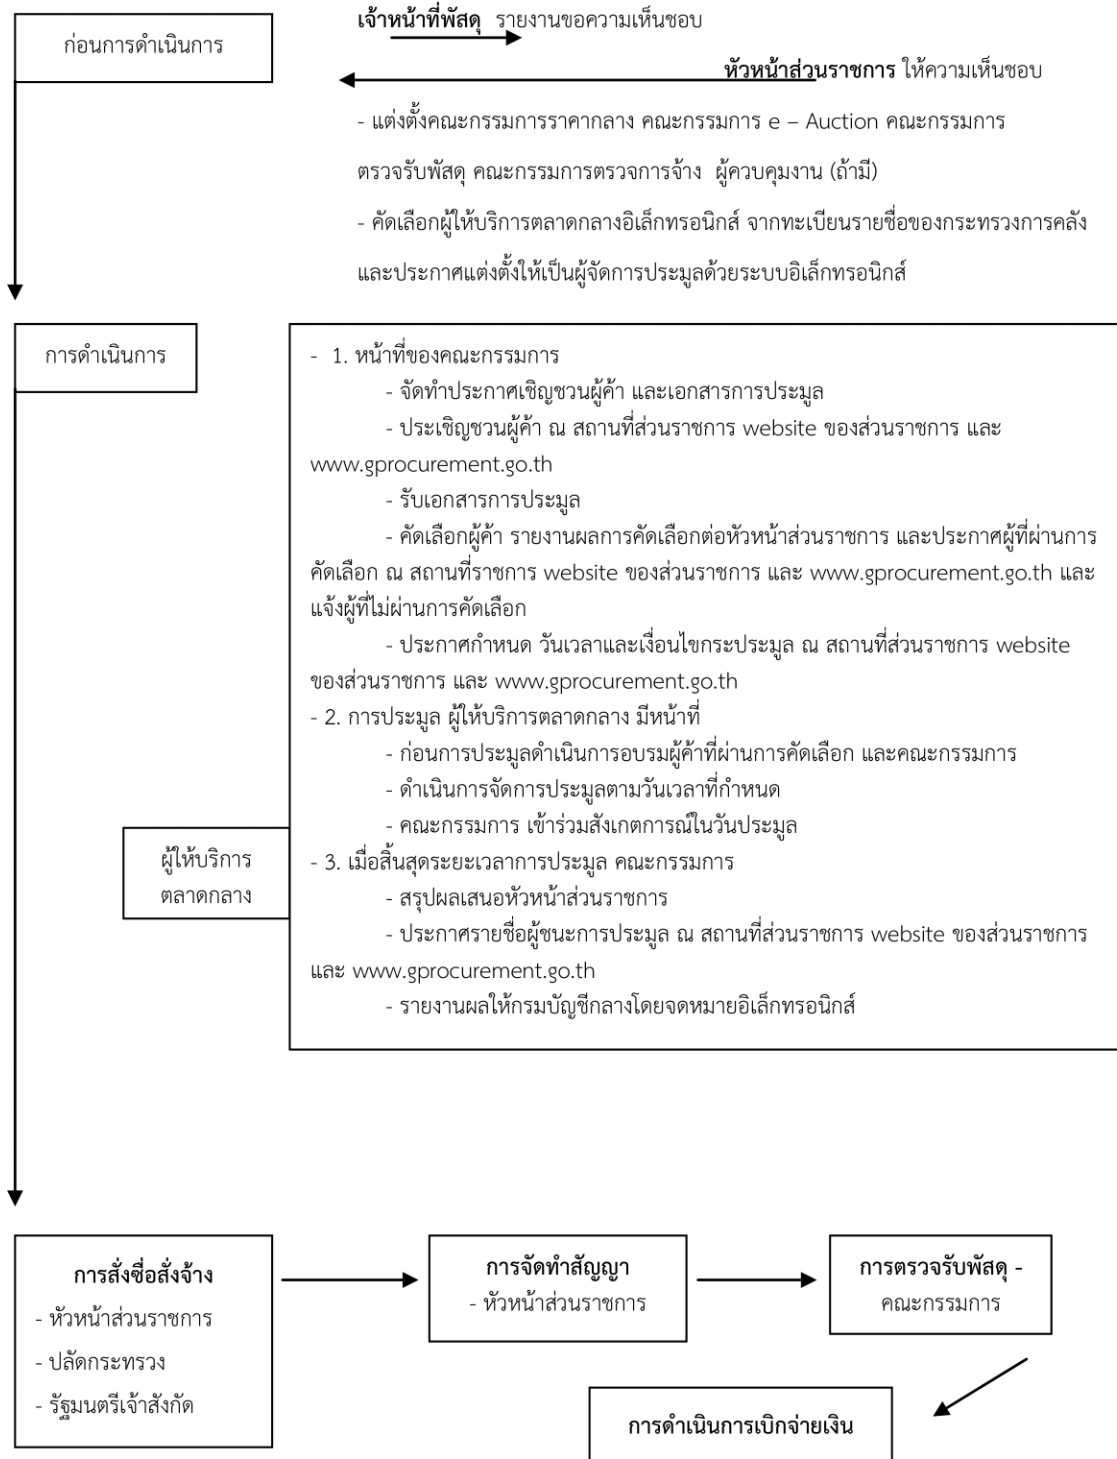 ก่อนการดำเนินการ
เจ้าหน้าที่พัสดุ รายงานขอความเห็นชอบ
หัวหน้าส่วนราชการ ให้ความเห็นชอบ
- แต่งตั้งคณะกรรมการราคากลาง คณะกรรมการ e – Auction คณะกรรมการ
ตรวจรับพัสดุ คณะกรรมการตรวจการจ้าง ผู้ควบคุมงาน (ถ้ามี)
- คัดเลือกผู้ให้บริการตลาดกลางอิเล็กทรอนิกส์ จากทะเบียนรายชื่อของกระทรวงการคลัง
และประกาศแต่งตั้งให้เป็นผู้จัดการประมูลด้วยระบบอิเล็กทรอนิกส์
การดำเนินการ
- 1. หน้าที่ของคณะกรรมการ
- จัดทำประกาศเชิญชวนผู้ค้า และเอกสารการประมูล
- ประเชิญชวนผู้ค้า ณ สถานที่ส่วนราชการ website ของส่วนราชการ และ
www.gprocurement.go.th
- รับเอกสารการประมูล
- คัดเลือกผู้ค้า รายงานผลการคัดเลือกต่อหัวหน้าส่วนราชการ และประกาศผู้ที่ผ่านการ
คัดเลือก ณ สถานที่ราชการ website ของส่วนราชการ และ www.gprocurement.go.th และ
แจ้งผู้ที่ไม่ผ่านการคัดเลือก
- ประกาศกำหนด วันเวลาและเงื่อนไขกระประมูล ณ สถานที่ส่วนราชการ website
ของส่วนราชการ และ www.gprocurement.go.th
- 2. การประมูล ผู้ให้บริการตลาดกลาง มีหน้าที่
- ก่อนการประมูลดำเนินการอบรมผู้ค้าที่ผ่านการคัดเลือก และคณะกรรมการ
- ดำเนินการจัดการประมูลตามวันเวลาที่กำหนด
- คณะกรรมการ เข้าร่วมสังเกตการณ์ในวันประมูล
- 3. เมื่อสิ้นสุดระยะเวลาการประมูล คณะกรรมการ
- สรุปผลเสนอหัวหน้าส่วนราชการ
- ประกาศรายชื่อผู้ชนะการประมูล ณ สถานที่ส่วนราชการ website ของส่วนราชการ
และ www.gprocurement.go.th
- รายงานผลให้กรมบัญชีกลางโดยจดหมายอิเล็กทรอนิกส์
ผู้ให้บริการ
ตลาดกลาง
การสั่งซื่อสั่งจ้าง
- หัวหน้าส่วนราชการ
- ปลัดกระทรวง
- รัฐมนตรีเจ้าสังกัด
การจัดทำสัญญา
- หัวหน้าส่วนราชการ
การตรวจรับพัสดุ -
คณะกรรมการ
การดำเนินการเบิกจ่ายเงิน